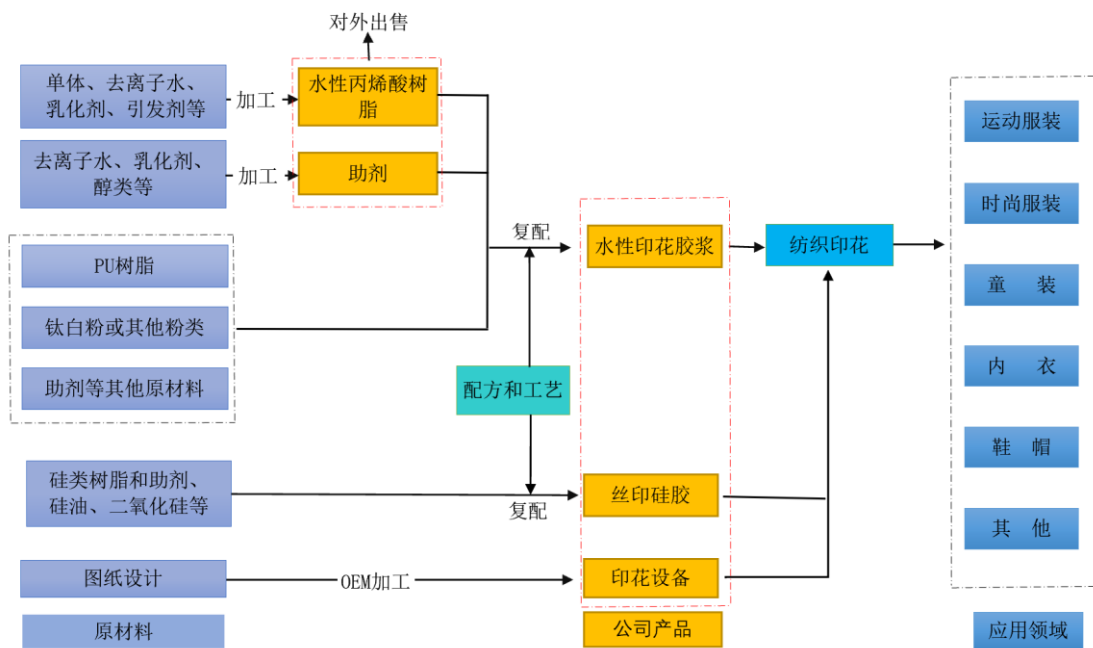 对外出售
单体、去离子水、
乳化剂、引发剂等
加工
水性丙烯酸树
脂
运动服装
去离子水、乳化剂、
醇类等
加工
助剂
时尚服装
复配
水性印花胶浆
纺织印花
PU树脂
童 装
钛白粉或其他粉类
助剂等其他原材料
配方和工艺
内 衣
鞋 帽
硅类树脂和助剂、
硅油、二氧化硅等
复配
丝印硅胶
其 他
图纸设计
OEM加工
印花设备
原材料
公司产品
应用领域